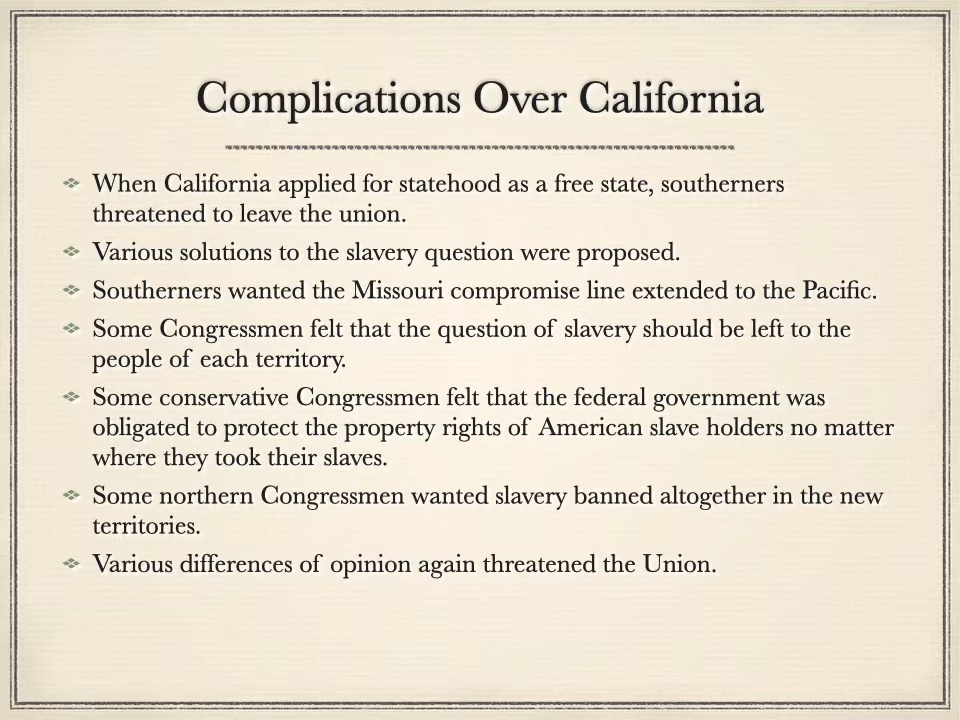 Complications Over California
When California applied for statehood as a free state, southerners
threatened to leave the union.
Various solutions to the slavery question were proposed.
Southerners wanted the Missouri compromise line extended to the Pacific.
Some Congressmen felt that the question of slavery should be left to the
people of each territory.
Some conservative Congressmen felt that the federal government was
obligated to protect the property rights of American slave holders no matter
where they took their slaves.
Some northern Congressmen wanted slavery banned altogether in the new
territories.
Various differences of opinion again threatened the Union.